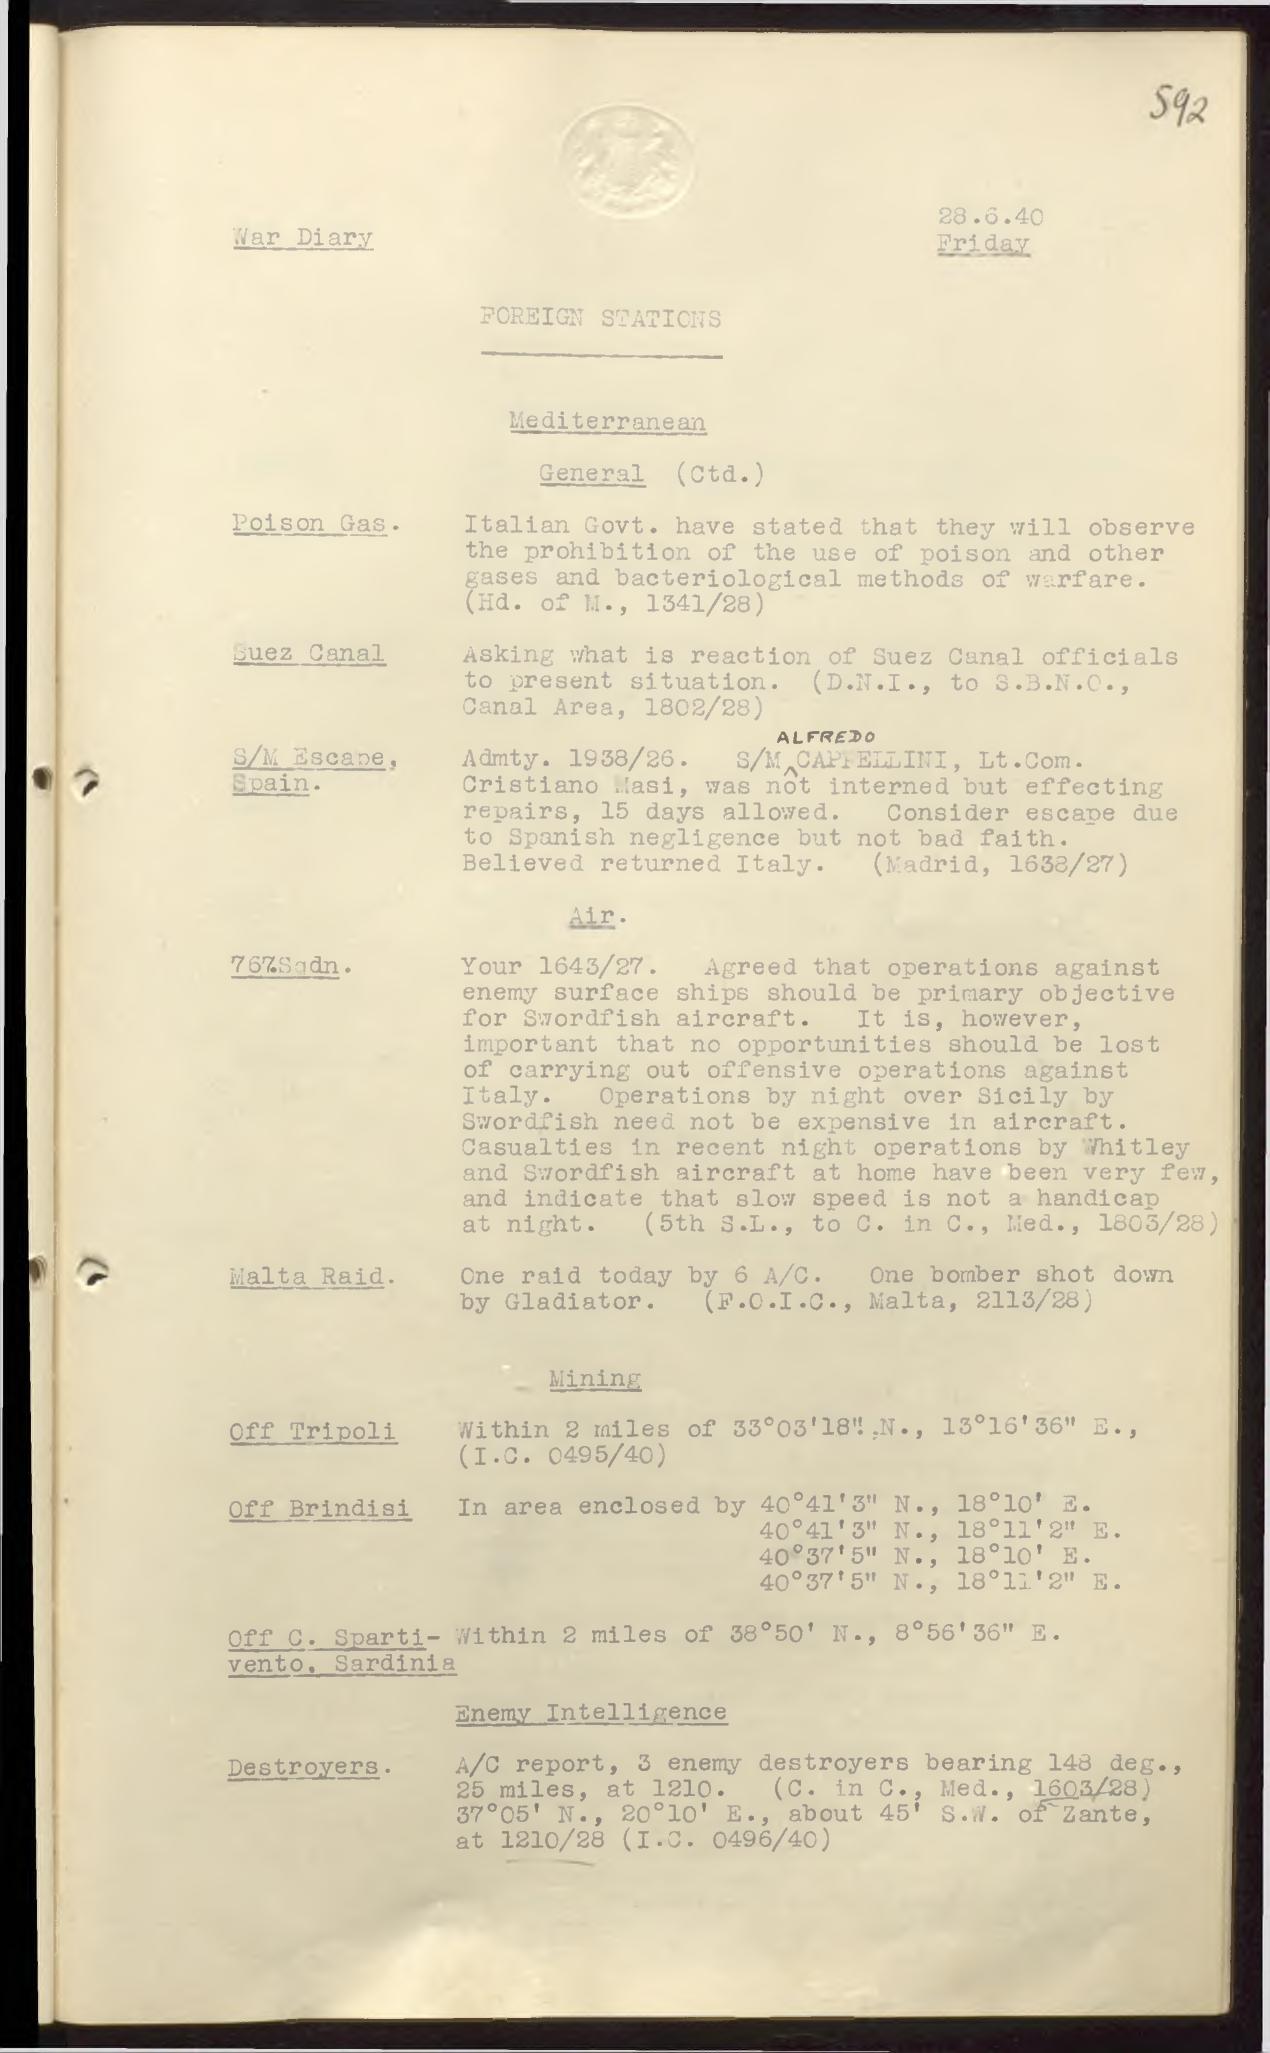 592
28.6.40
War Diary
Friday
FOREIGN STATIONS
Mediterranean
General (Ctd.)
Poison Gas. Italian Govt. have stated that they will observe
the prohibition of the use of poison and other
gases and bacteriological methods of warfare.
(Hd. of M., 1341/28)
Suez Canal Asking what is reaction of Suez Canal officials
to present situation. (D.N.I., to S.B.N.O.,
Canal Area, 1802/28)
ALFREDO
S/M Escape, Admty. 1938/26. S/M ^CAPPELLINI, Lt.Com.
Spain. Cristiano Masi, was not interned but effecting
repairs, 15 days allowed. Consider escape due
to Spanish negligence but not bad faith.
Believed returned Italy. (Madrid, 1638/27)
Air.
767.Sqdn. Your 1643/27. Agreed that operations against
enemy surface ships should be primary objective
for Swordfish aircraft. It is, however,
important that no opportunities should be lost
of carrying out offensive operations against
Italy. Operations by night over Sicily by
Swordfish need not be expensive in aircraft.
Casualties in recent night operations by Whitley
and Swordfish aircraft at home have been very few,
and indicate that slow speed is not a handicap
at night. (5th S.L., to C. in C., Med., 1803/28)
Malta Raid. One raid today by 6 A/C. One bomber shot down
by Gladiator. (F.O.I.C., Malta, 2113/28)
Mining
Off Tripoli Within 2 miles of 33°03'18" N., 13°16'36" E.,
(I.C. 0495/40)
Off Brindisi In area enclosed by 40°41'3" N., 18°10' E.
40°41'3" N., 18°11'2" E.
40°37'5" N., 18°10' E.
40°37'5" N., 18°11'2" E.
Off C. Sparti- Within 2 miles of 38°50' N., 8°56'36" E.
vento, Sardinia
Enemy Intelligence
Destroyers. A/C report, 3 enemy destroyers bearing 148 deg.,
25 miles, at 1210. (C. in C., Med., 1603/28)
37°05' N., 20°10' E., about 45' S.W. of Zante,
at 1210/28 (I.C. 0496/40)